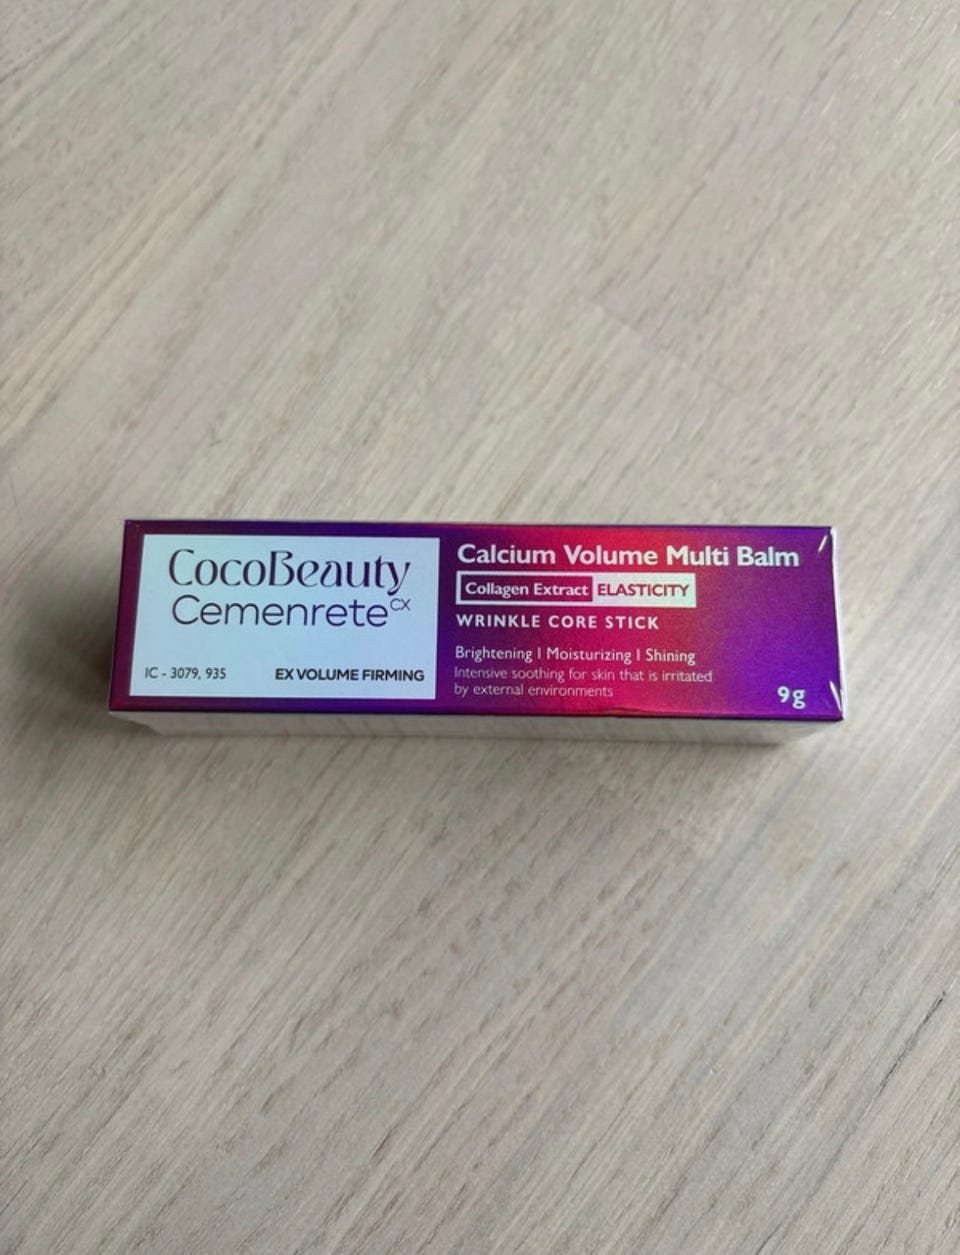 CocoBeauty
Cemenrete CX
IC - 3079, 935
EX VOLUME FIRMING
Calcium Volume Multi Balm
Collagen Extract ELASTICITY
WRINKLE CORE STICK
Brightening | Moisturizing | Shining
Intensive soothing for skin that is irritated
by external environments
9g